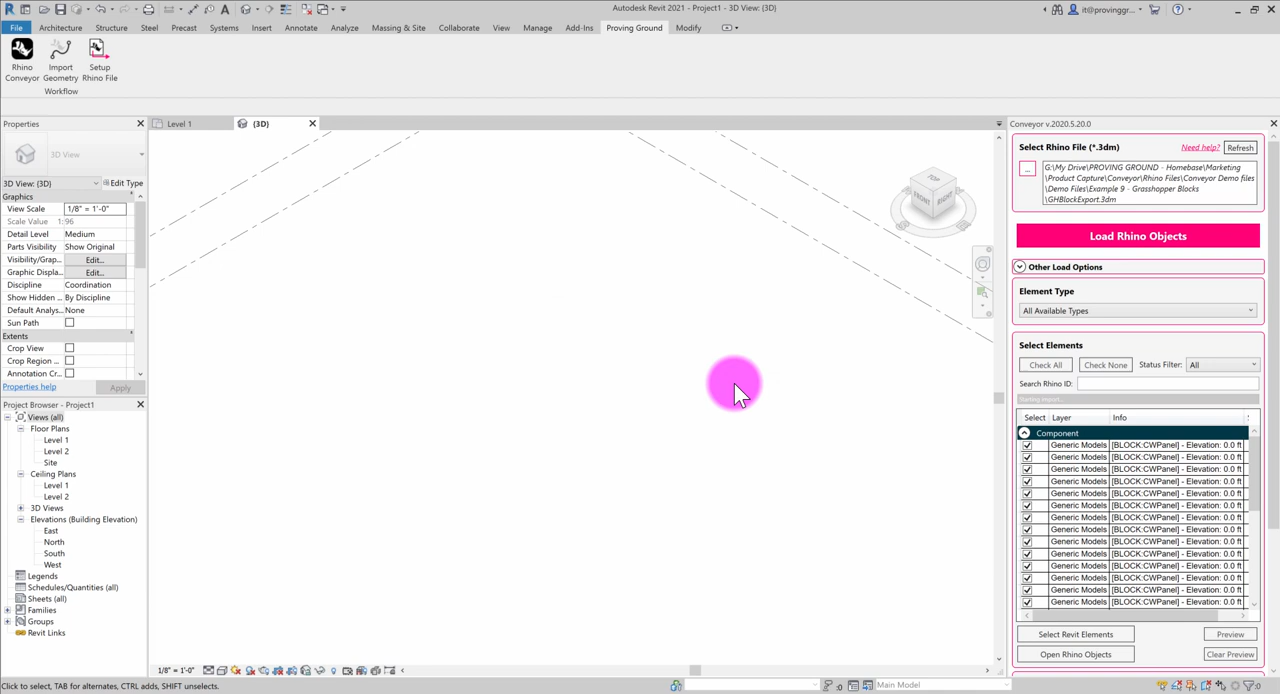 Autodesk Revit 2021 - Project1 - 3D View: {3D}
it@provinggr...
File Architecture Structure Steel Precast Systems Insert Annotate Analyze Massing & Site Collaborate View Manage Add-Ins Proving Ground Modify
Rhino Conveyor
Import Geometry
Setup Rhino File
Workflow
Properties
Level 1
{3D}
3D View
3D View: {3D}
Edit Type
Graphics
View Scale 1/8" = 1'-0"
Scale Value 1: 96
Detail Level Medium
Parts Visibility Show Original
Visibility/Grap... Edit...
Graphic Displa... Edit...
Discipline Coordination
Show Hidden ... By Discipline
Default Analys... None
Sun Path
Extents
Crop View
Crop Region ...
Annotation Cr...
Properties help
Apply
Project Browser - Project1
Views (all)
Floor Plans
Level 1
Level 2
Site
Ceiling Plans
Level 1
Level 2
3D Views
Elevations (Building Elevation)
East
North
South
West
Legends
Schedules/Quantities (all)
Sheets (all)
Families
Groups
Revit Links
TOP
FRONT
RIGHT
Conveyor v.2020.5.20.0
Select Rhino File (*.3dm)
Need help?
Refresh
...
G:\My Drive\PROVING GROUND - Homebase\Marketing
\Product Capture\Conveyor\Rhino Files\Conveyor Demo files
\Demo Files\Example 9 - Grasshopper Blocks
\GHBlockExport.3dm
Load Rhino Objects
Other Load Options
Element Type
All Available Types
Select Elements
Check All
Check None
Status Filter: All
Search Rhino ID:
Starting import...
Select Layer Info
Component
Generic Models [BLOCK:CWPanel] - Elevation: 0.0 ft
Generic Models [BLOCK:CWPanel] - Elevation: 0.0 ft
Generic Models [BLOCK:CWPanel] - Elevation: 0.0 ft
Generic Models [BLOCK:CWPanel] - Elevation: 0.0 ft
Generic Models [BLOCK:CWPanel] - Elevation: 0.0 ft
Generic Models [BLOCK:CWPanel] - Elevation: 0.0 ft
Generic Models [BLOCK:CWPanel] - Elevation: 0.0 ft
Generic Models [BLOCK:CWPanel] - Elevation: 0.0 ft
Generic Models [BLOCK:CWPanel] - Elevation: 0.0 ft
Generic Models [BLOCK:CWPanel] - Elevation: 0.0 ft
Generic Models [BLOCK:CWPanel] - Elevation: 0.0 ft
Generic Models [BLOCK:CWPanel] - Elevation: 0.0 ft
Generic Models [BLOCK:CWPanel] - Elevation: 0.0 ft
Generic Models [BLOCK:CWPanel] - Elevation: 0.0 ft
Select Revit Elements
Preview
Open Rhino Objects
Clear Preview
1/8" = 1'-0"
Click to select, TAB for alternates, CTRL adds, SHIFT unselects.
:0
Main Model
:0